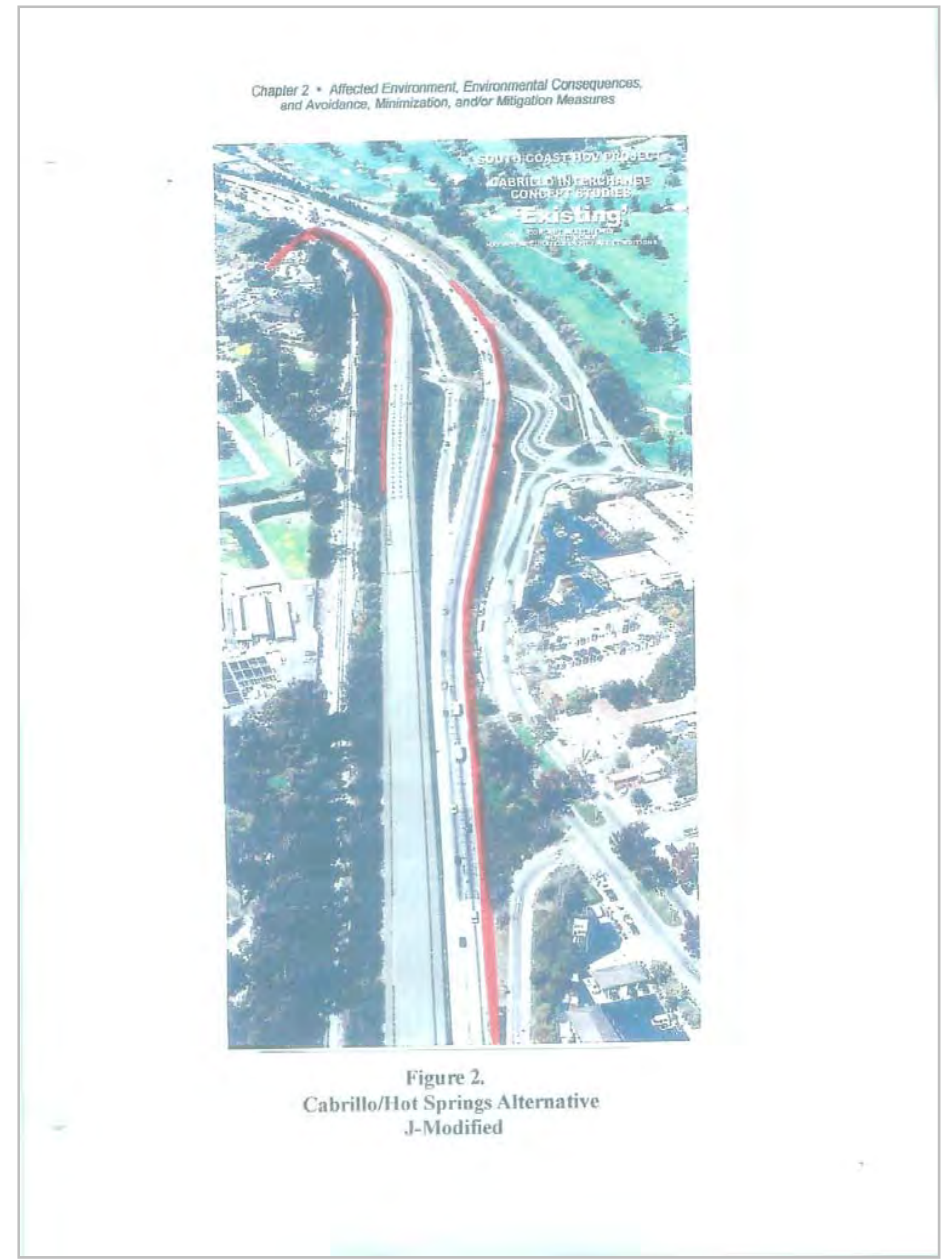 Chapter 2 • Affected Environment, Environmental Consequences,
and Avoidance, Minimization, and/or Mitigation Measures
SOUTH COAST HOV PROJECT
CABRILLO INTERCHANGE
CONCEPT STUDIES
'Existing'
Figure 2.
Cabrillo/Hot Springs Alternative
J-Modified